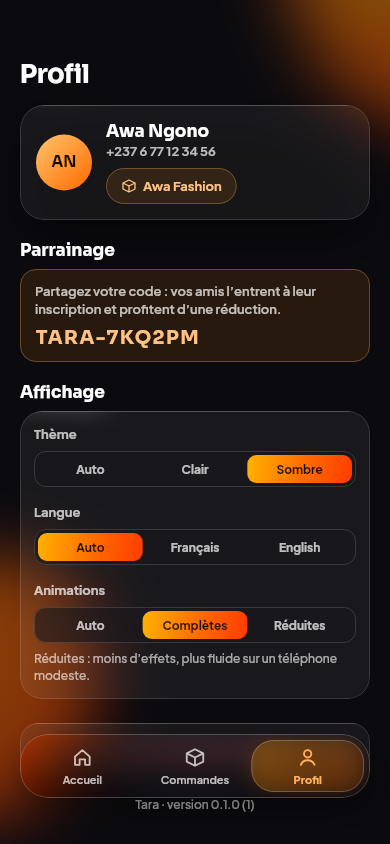 Profil
AN
Awa Ngono
+237 6 77 12 34 56
Awa Fashion
Parrainage
Partagez votre code : vos amis l'entrent à leur
inscription et profitent d'une réduction.
TARA-7KQ2PM
Affichage
Thème
Auto Clair Sombre
Langue
Auto Français English
Animations
Auto Complètes Réduites
Réduites : moins d'effets, plus fluide sur un téléphone
modeste.
Accueil Commandes Profil
Tara · version 0.1.0 (1)